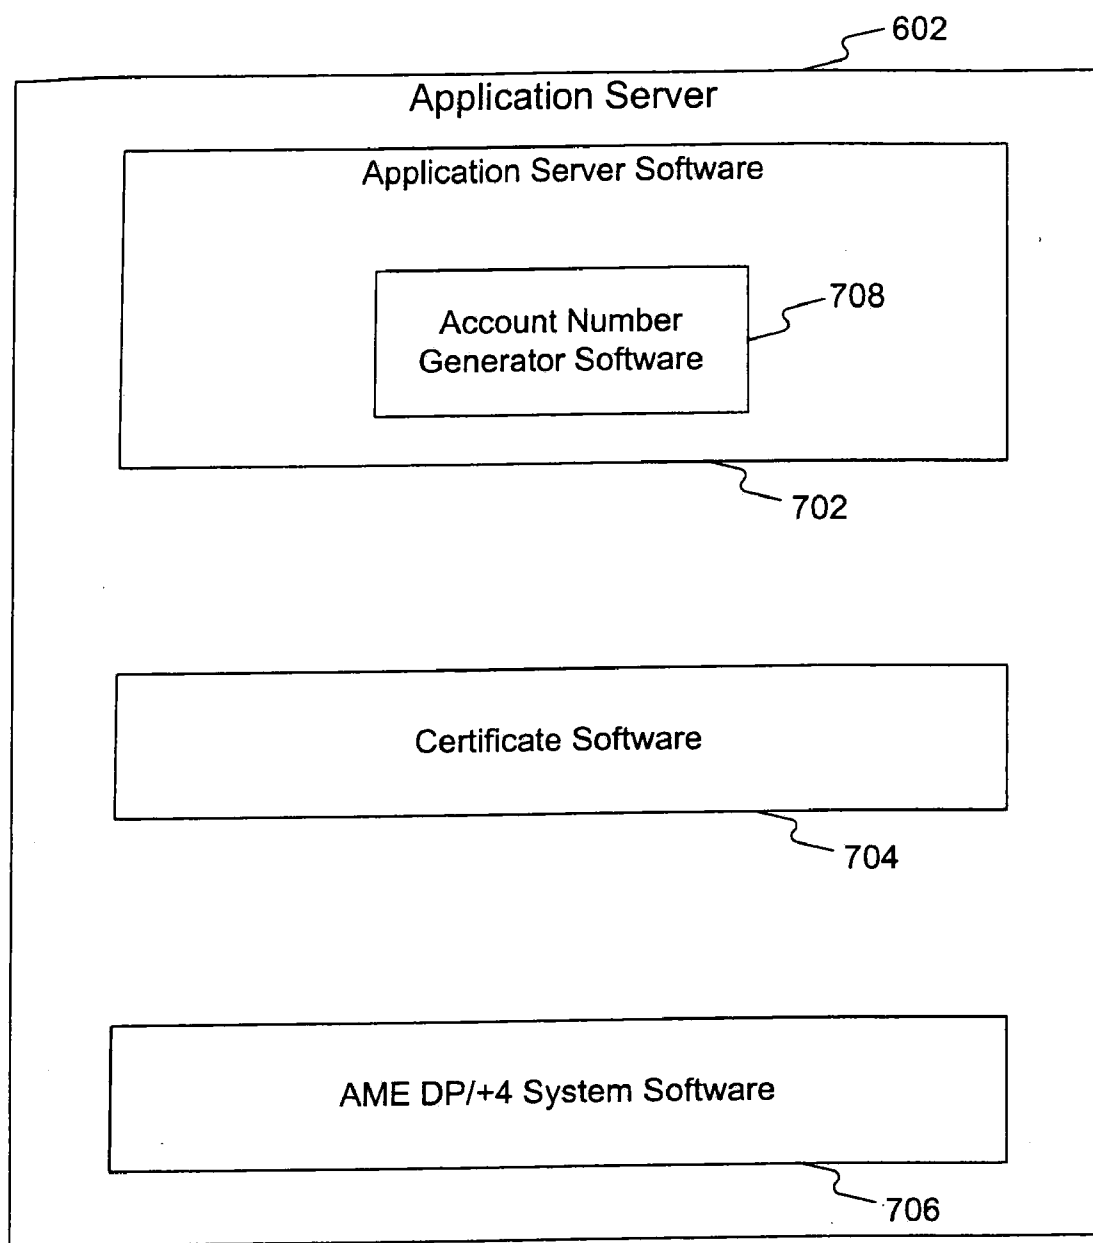 602
Application Server
Application Server Software
Account Number
Generator Software
708
702
Certificate Software
704
AME DP/+4 System Software
706